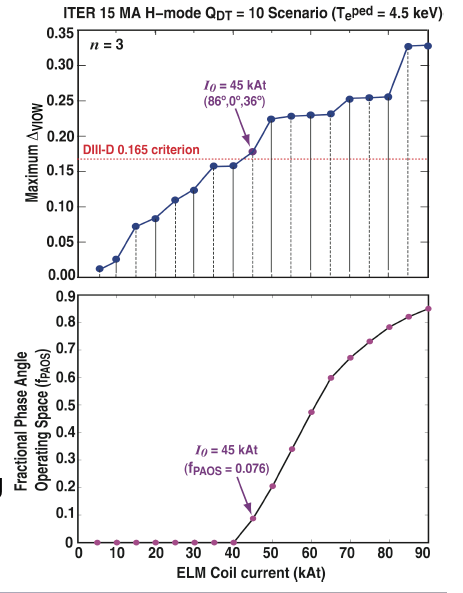 ITER 15 MA H-mode QDT = 10 Scenario (Teped = 4.5 keV)
0.35
n = 3
0.30
I0 = 45 kAt
(86º,0º,36º)
0.25
0.20
DIII-D 0.165 criterion
0.15
0.10
0.05
0.00
Maximum ΔVIOW
0.9
0.8
0.7
0.6
0.5
0.4
I0 = 45 kAt
(fPAOS = 0.076)
0.3
0.2
0.1
0
Fractional Phase Angle
Operating Space (fPAOS)
0 10 20 30 40 50 60 70 80 90
ELM Coil current (kAt)